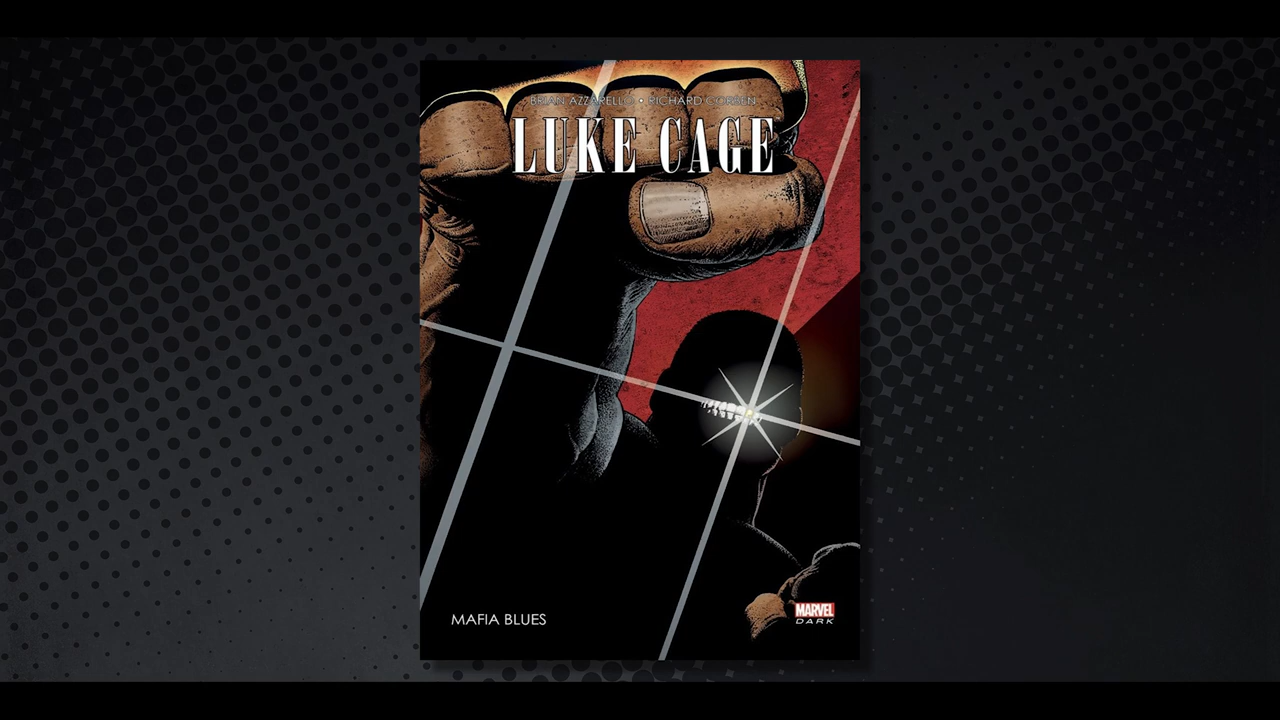 BRIAN AZZARELLO • RICHARD CORBEN
LUKE CAGE
MAFIA BLUES
MARVEL
DARK